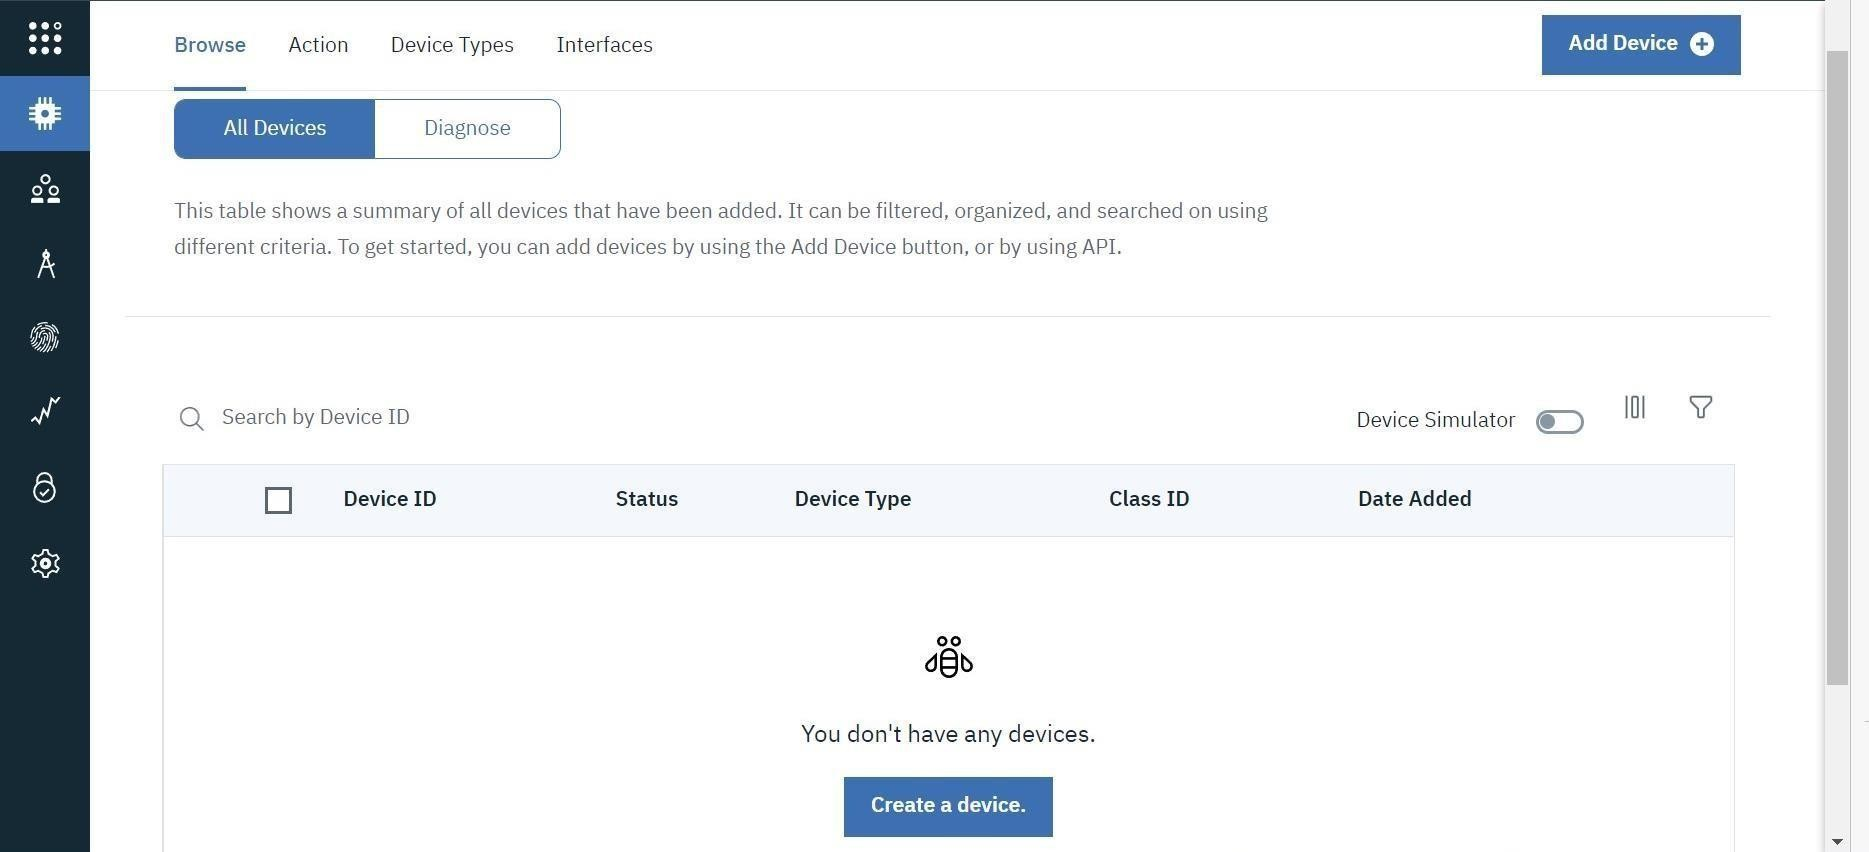 Browse Action Device Types Interfaces Add Device
All Devices Diagnose
This table shows a summary of all devices that have been added. It can be filtered, organized, and searched on using
different criteria. To get started, you can add devices by using the Add Device button, or by using API.
Search by Device ID Device Simulator
Device ID Status Device Type Class ID Date Added
You don't have any devices.
Create a device.